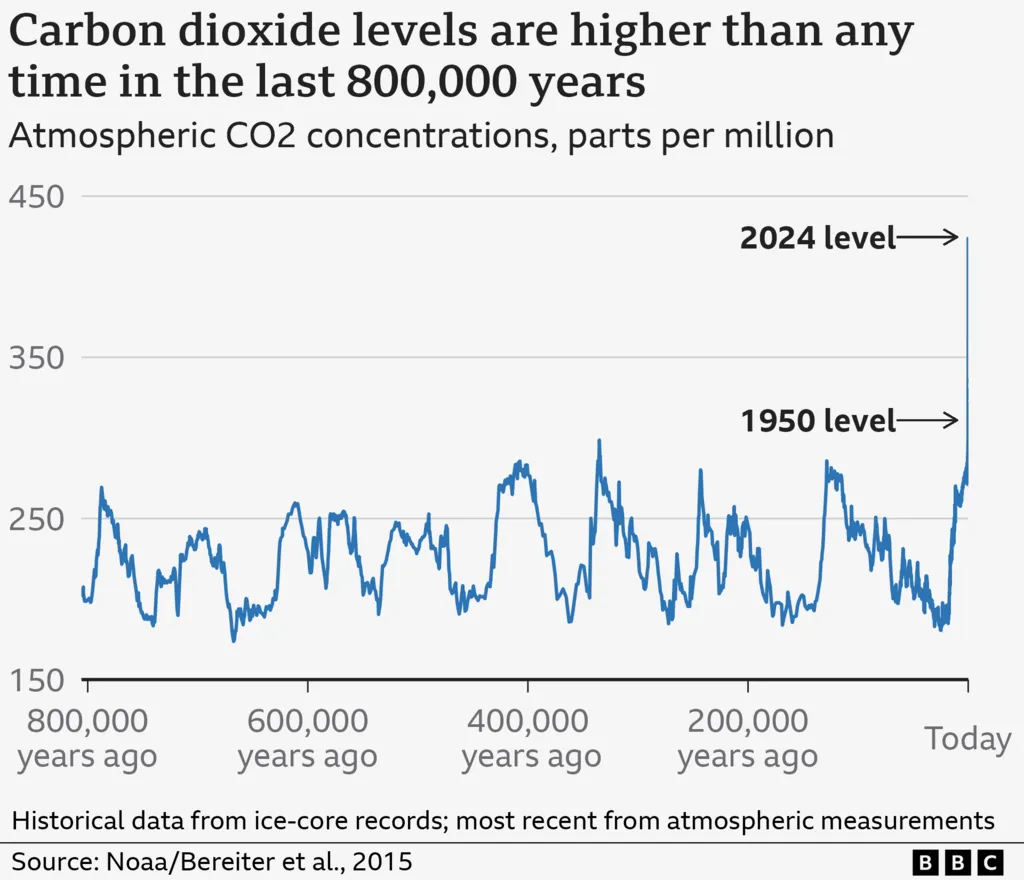 Carbon dioxide levels are higher than any
time in the last 800,000 years
Atmospheric CO2 concentrations, parts per million
450
2024 level
350
1950 level
250
150
800,000
years ago
600,000
years ago
400,000
years ago
200,000
years ago
Today
Historical data from ice-core records; most recent from atmospheric measurements
Source: Noaa/Bereiter et al., 2015
BBC